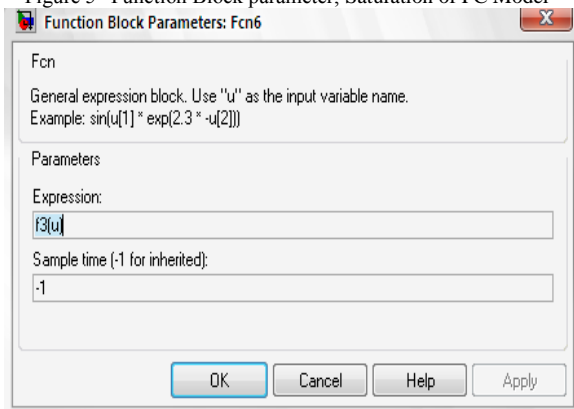 Figure 5 Function Block parameter, Saturation of FC Model
Function Block Parameters: Fcn6
Fcn
General expression block. Use "u" as the input variable name.
Example: sin(u[1] * exp(2.3 * -u[2]))
Parameters
Expression:
f3(u)
Sample time (-1 for inherited):
-1
OK Cancel Help Apply